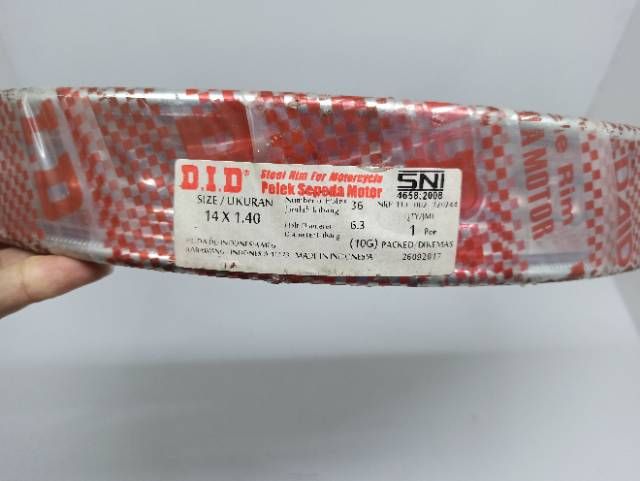 D.I.D®
Steel Rim For Motorcycle
Pelek Sepeda Motor
SNI
4658:2008
SIZE / UKURAN
14 X 1.40
Number of Holes
Jumlah Lubang
36
Hole Diameter
Diameter Lubang
6.3
QTY/JML
1 Pce
(10G) PACKED/DIKEMAS
INDONESIA
MADE IN INDONESIA
26092017
Rim
MOTOR